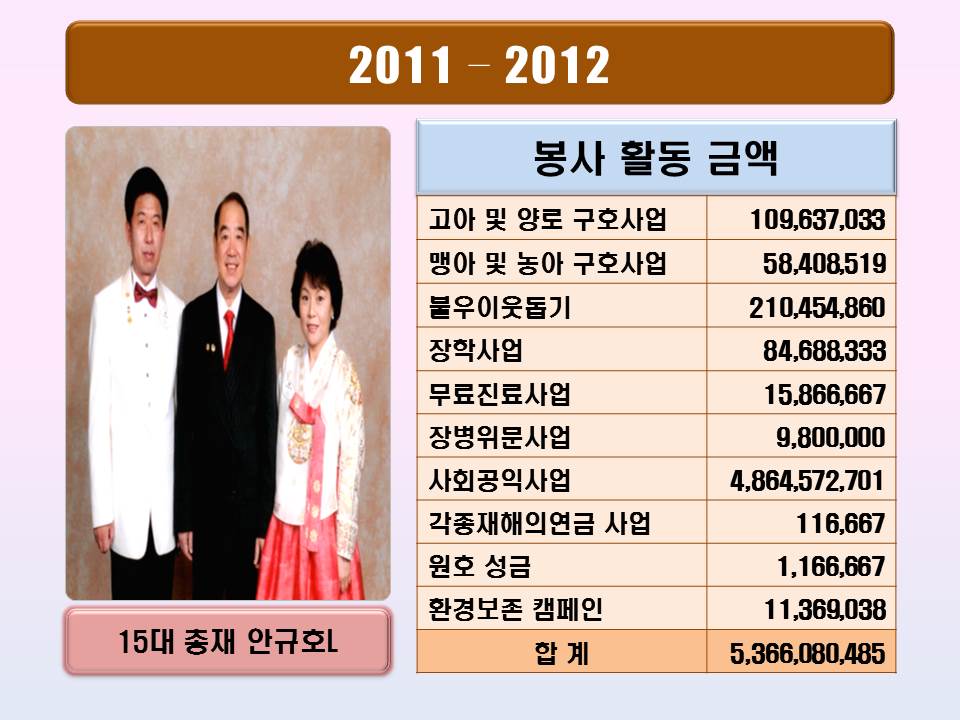 2011 – 2012
봉사 활동 금액
고아 및 양로 구호사업 109,637,033
맹아 및 농아 구호사업 58,408,519
불우이웃돕기 210,454,860
장학사업 84,688,333
무료진료사업 15,866,667
장병위문사업 9,800,000
사회공익사업 4,864,572,701
각종재해의연금 사업 116,667
원호 성금 1,166,667
환경보존 캠페인 11,369,038
합 계 5,366,080,485
15대 총재 안규호L